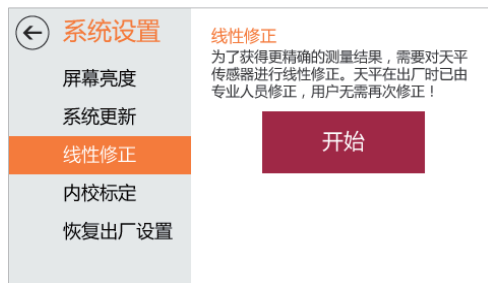 系统设置
屏幕亮度
系统更新
线性修正
内校标定
恢复出厂设置
线性修正
为了获得更精确的测量结果，需要对天平
传感器进行线性修正。天平在出厂时已由
专业人员修正，用户无需再次修正！
开始